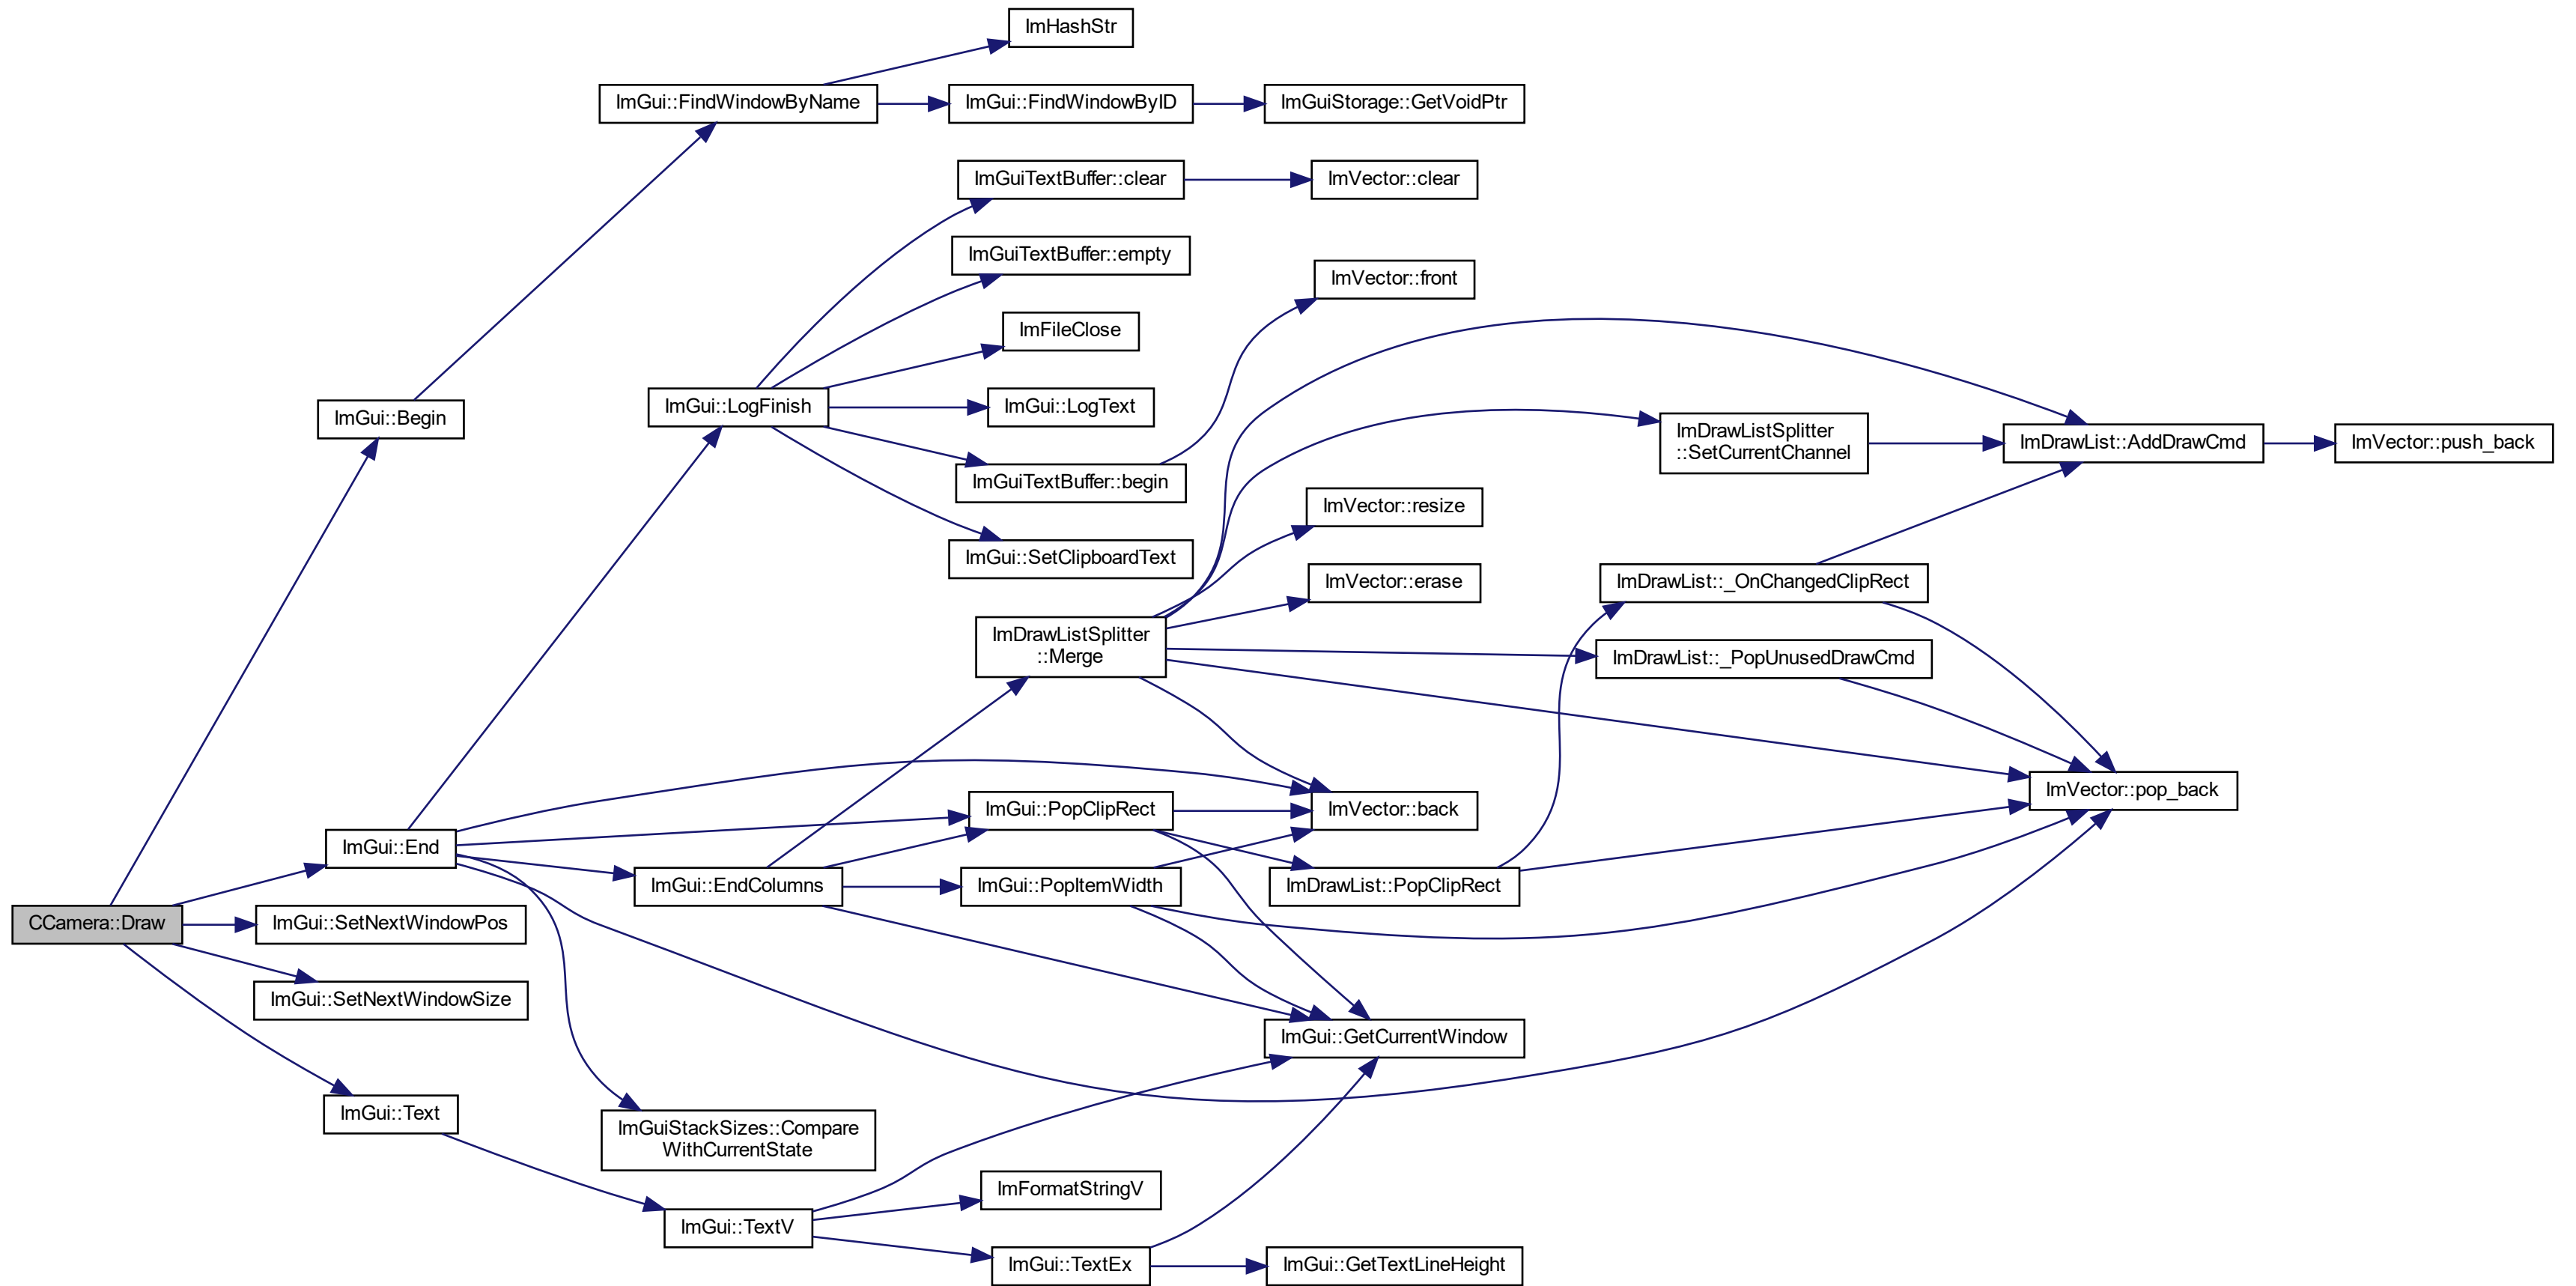 ImHashStr
ImGui::FindWindowByName
ImGui::FindWindowByID
ImGuiStorage::GetVoidPtr
ImGuiTextBuffer::clear
ImVector::clear
ImGuiTextBuffer::empty
ImVector::front
ImFileClose
ImGui::Begin
ImGui::LogFinish
ImGui::LogText
ImDrawListSplitter
::SetCurrentChannel
ImDrawList::AddDrawCmd
ImVector::push_back
ImGuiTextBuffer::begin
ImVector::resize
ImGui::SetClipboardText
ImVector::erase
ImDrawList::_OnChangedClipRect
ImDrawListSplitter
::Merge
ImDrawList::_PopUnusedDrawCmd
ImVector::pop_back
ImGui::PopClipRect
ImVector::back
ImGui::End
ImGui::EndColumns
ImGui::PopItemWidth
ImDrawList::PopClipRect
CCamera::Draw
ImGui::SetNextWindowPos
ImGui::SetNextWindowSize
ImGui::GetCurrentWindow
ImGui::Text
ImGuiStackSizes::Compare
WithCurrentState
ImFormatStringV
ImGui::TextV
ImGui::TextEx
ImGui::GetTextLineHeight